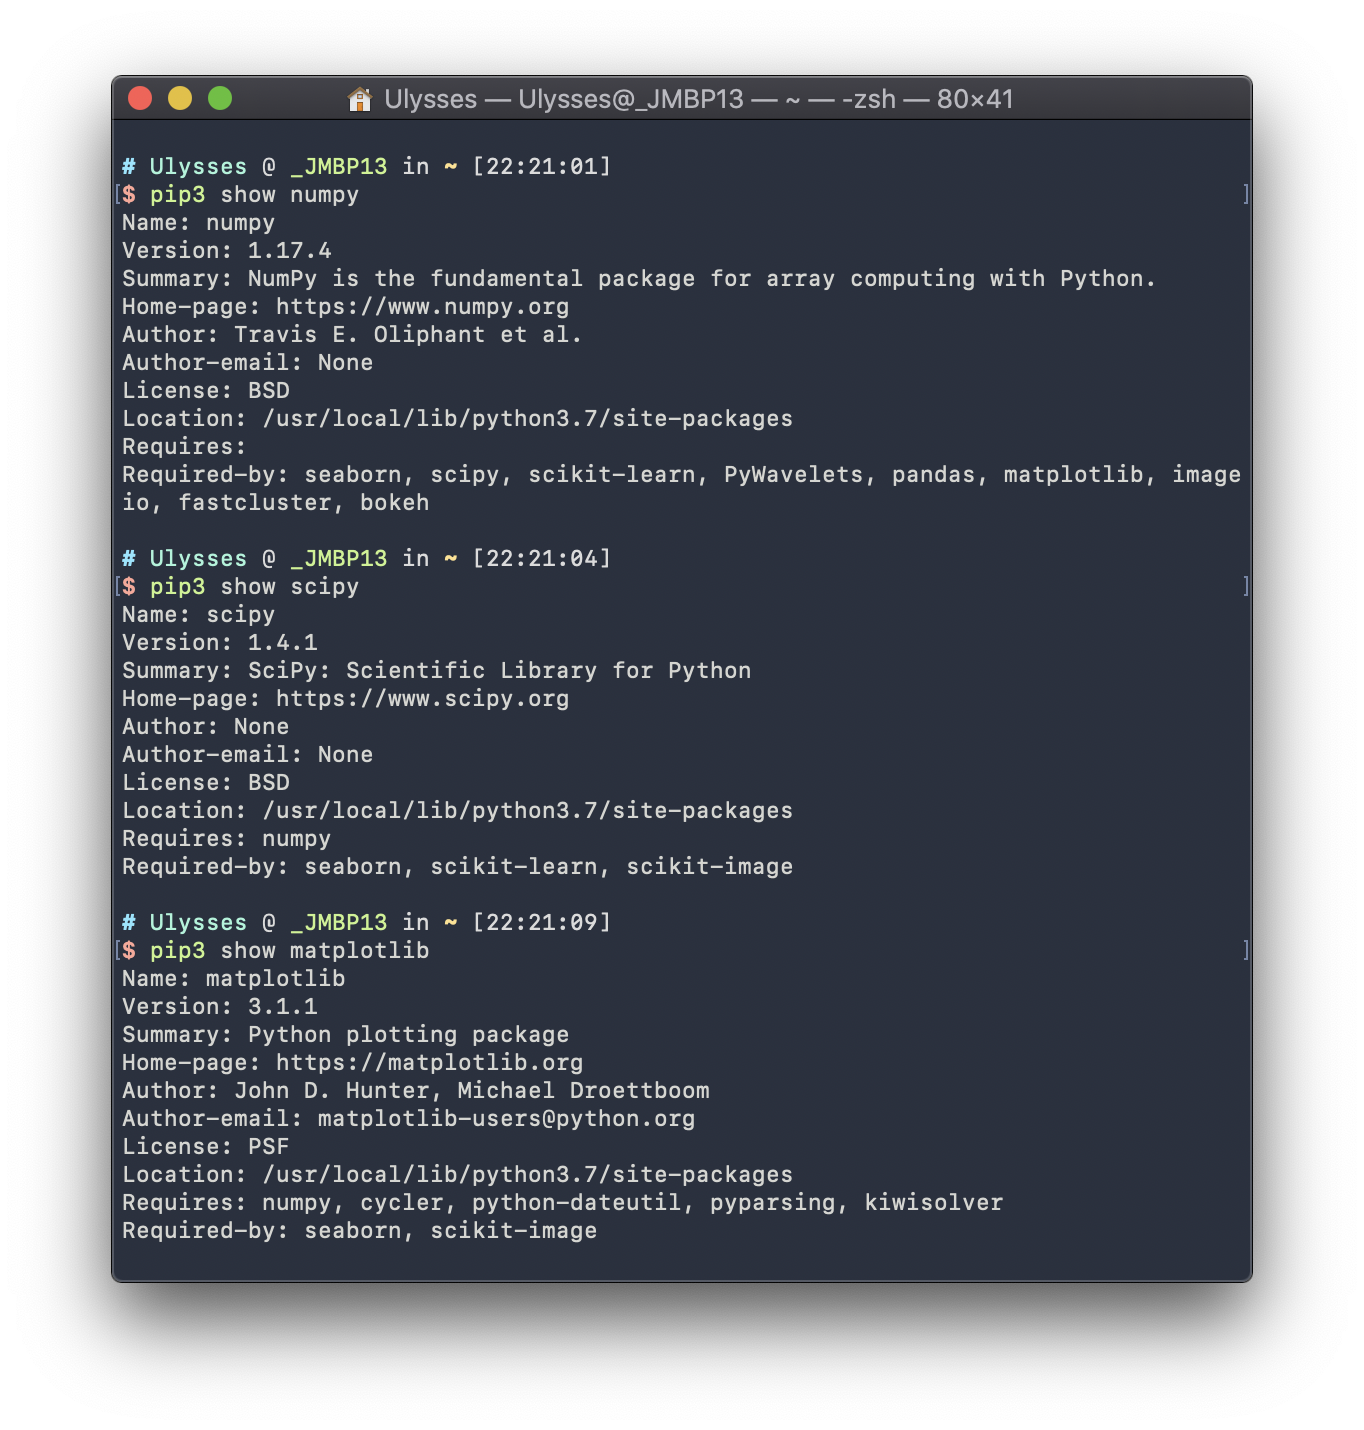 Ulysses — Ulysses@_JMBP13 — ~ — -zsh — 80×41
# Ulysses @ _JMBP13 in ~ [22:21:01]
[$ pip3 show numpy ]
Name: numpy
Version: 1.17.4
Summary: NumPy is the fundamental package for array computing with Python.
Home-page: https://www.numpy.org
Author: Travis E. Oliphant et al.
Author-email: None
License: BSD
Location: /usr/local/lib/python3.7/site-packages
Requires:
Required-by: seaborn, scipy, scikit-learn, PyWavelets, pandas, matplotlib, image
io, fastcluster, bokeh
# Ulysses @ _JMBP13 in ~ [22:21:04]
[$ pip3 show scipy ]
Name: scipy
Version: 1.4.1
Summary: SciPy: Scientific Library for Python
Home-page: https://www.scipy.org
Author: None
Author-email: None
License: BSD
Location: /usr/local/lib/python3.7/site-packages
Requires: numpy
Required-by: seaborn, scikit-learn, scikit-image
# Ulysses @ _JMBP13 in ~ [22:21:09]
[$ pip3 show matplotlib ]
Name: matplotlib
Version: 3.1.1
Summary: Python plotting package
Home-page: https://matplotlib.org
Author: John D. Hunter, Michael Droettboom
Author-email: matplotlib-users@python.org
License: PSF
Location: /usr/local/lib/python3.7/site-packages
Requires: numpy, cycler, python-dateutil, pyparsing, kiwisolver
Required-by: seaborn, scikit-image